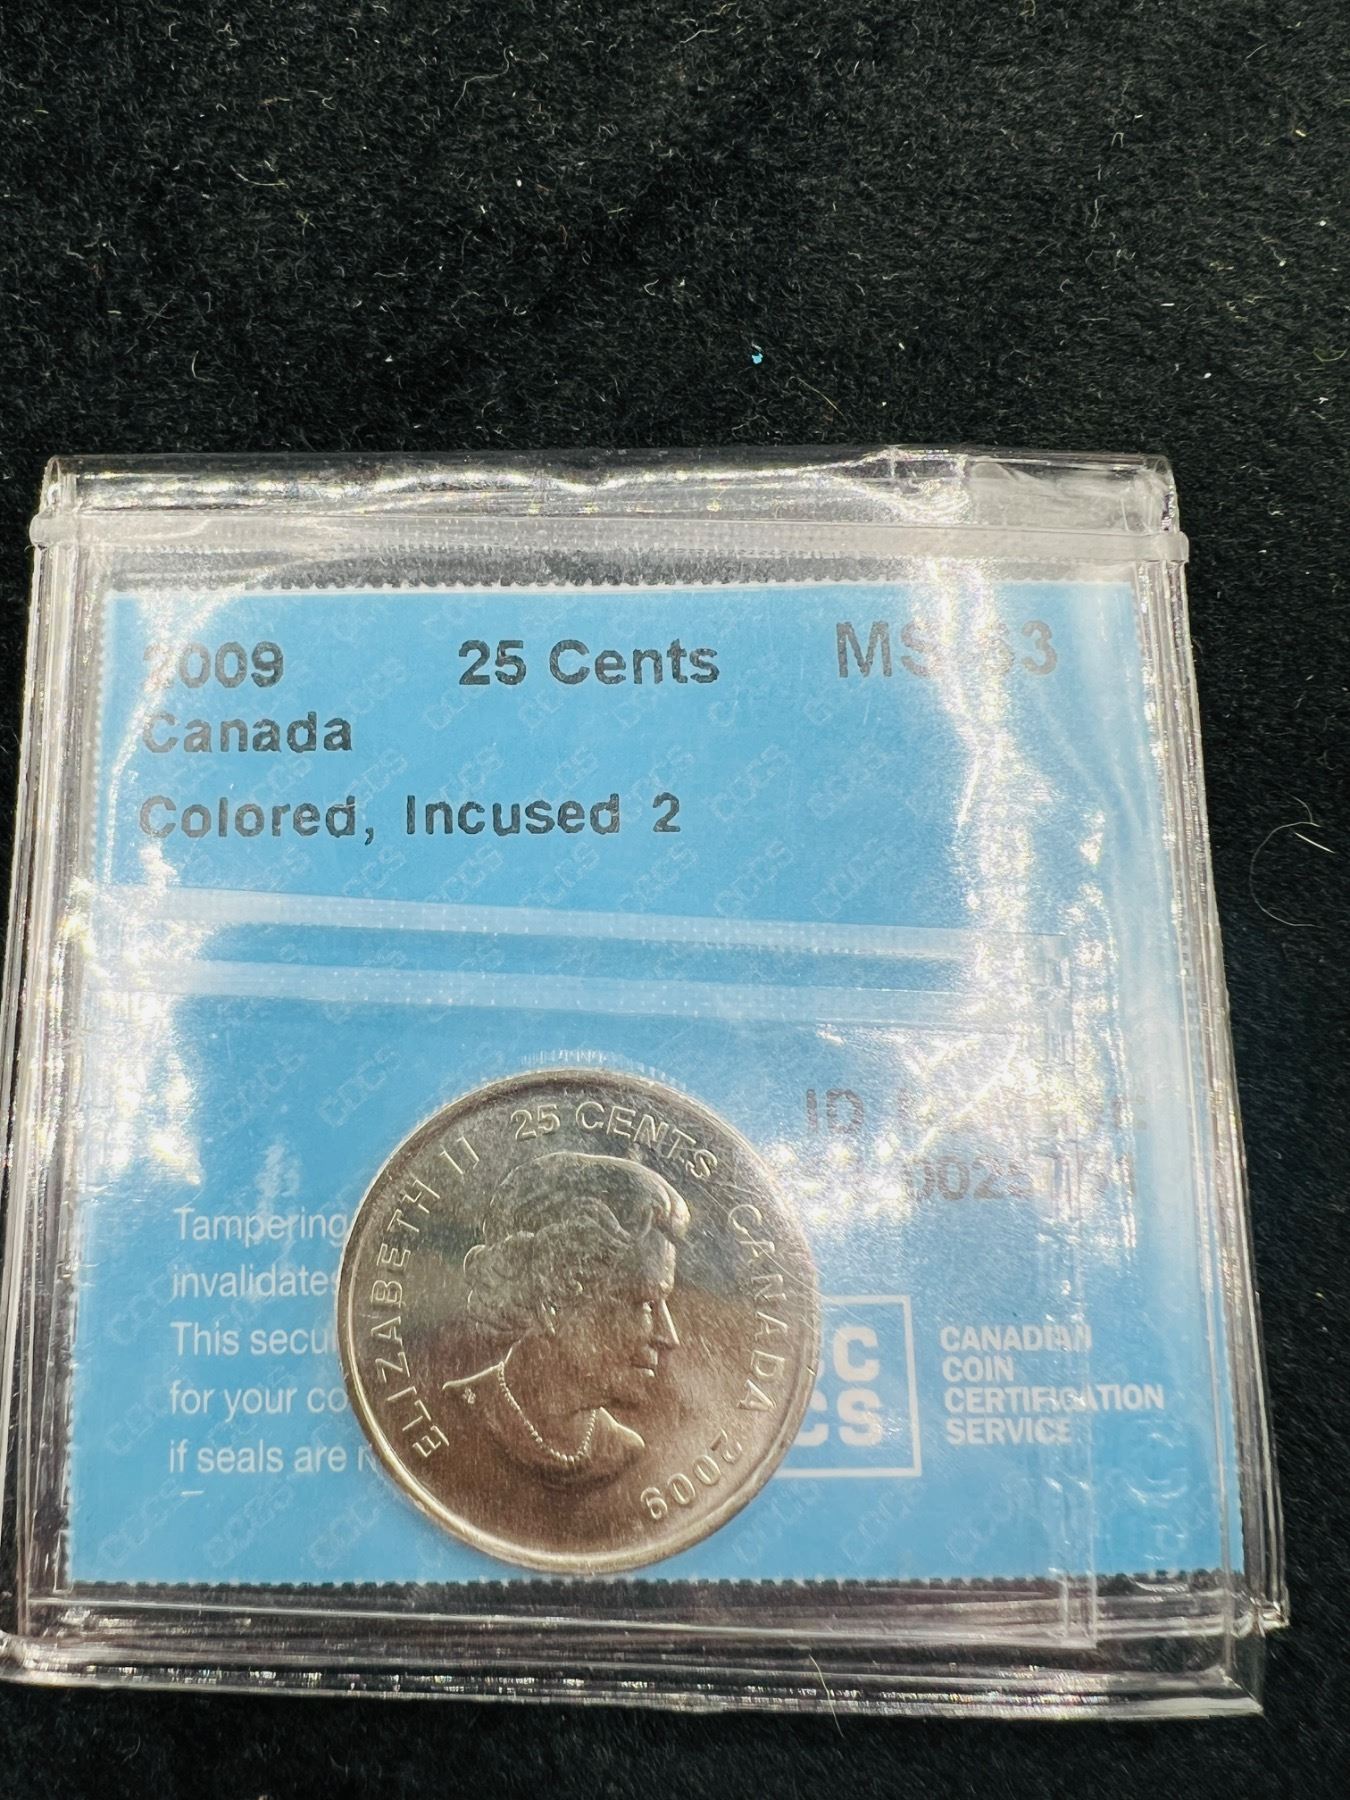 2009 25 Cents
Canada
Colored, Incused 2
ID
Tampering
invalidates
This secu
for your co
if seals are
CANADIAN
COIN
CERTIFICATION
SERVICE
ELIZABETH II 25 CENTS CANADA 2009